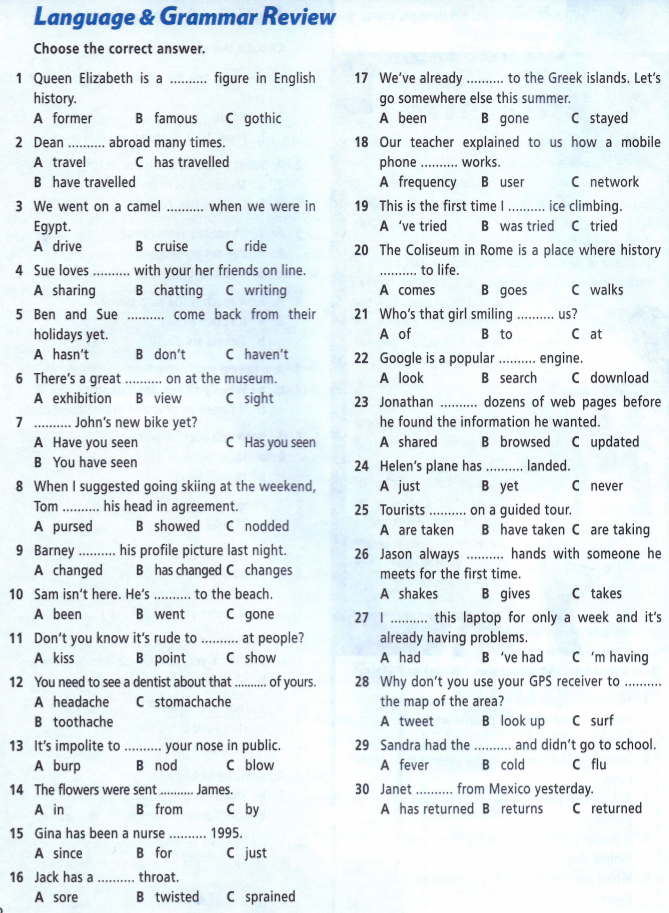 Language & Grammar Review
Choose the correct answer.
1 Queen Elizabeth is a .......... figure in English
history.
A former B famous C gothic
2 Dean .......... abroad many times.
A travel C has travelled
B have travelled
3 We went on a camel .......... when we were in
Egypt.
A drive B cruise C ride
4 Sue loves .......... with your her friends on line.
A sharing B chatting C writing
5 Ben and Sue .......... come back from their
holidays yet.
A hasn't B don't C haven't
6 There's a great .......... on at the museum.
A exhibition B view C sight
7 .......... John's new bike yet?
A Have you seen C Has you seen
B You have seen
8 When I suggested going skiing at the weekend,
Tom .......... his head in agreement.
A pursed B showed C nodded
9 Barney .......... his profile picture last night.
A changed B has changed C changes
10 Sam isn't here. He's .......... to the beach.
A been B went C gone
11 Don't you know it's rude to .......... at people?
A kiss B point C show
12 You need to see a dentist about that .......... of yours.
A headache C stomachache
B toothache
13 It's impolite to .......... your nose in public.
A burp B nod C blow
14 The flowers were sent .......... James.
A in B from C by
15 Gina has been a nurse .......... 1995.
A since B for C just
16 Jack has a .......... throat.
A sore B twisted C sprained
17 We've already .......... to the Greek islands. Let's
go somewhere else this summer.
A been B gone C stayed
18 Our teacher explained to us how a mobile
phone .......... works.
A frequency B user C network
19 This is the first time I .......... ice climbing.
A 've tried B was tried C tried
20 The Coliseum in Rome is a place where history
.......... to life.
A comes B goes C walks
21 Who's that girl smiling .......... us?
A of B to C at
22 Google is a popular .......... engine.
A look B search C download
23 Jonathan .......... dozens of web pages before
he found the information he wanted.
A shared B browsed C updated
24 Helen's plane has .......... landed.
A just B yet C never
25 Tourists .......... on a guided tour.
A are taken B have taken C are taking
26 Jason always .......... hands with someone he
meets for the first time.
A shakes B gives C takes
27 I .......... this laptop for only a week and it's
already having problems.
A had B 've had C 'm having
28 Why don't you use your GPS receiver to ..........
the map of the area?
A tweet B look up C surf
29 Sandra had the .......... and didn't go to school.
A fever B cold C flu
30 Janet .......... from Mexico yesterday.
A has returned B returns C returned